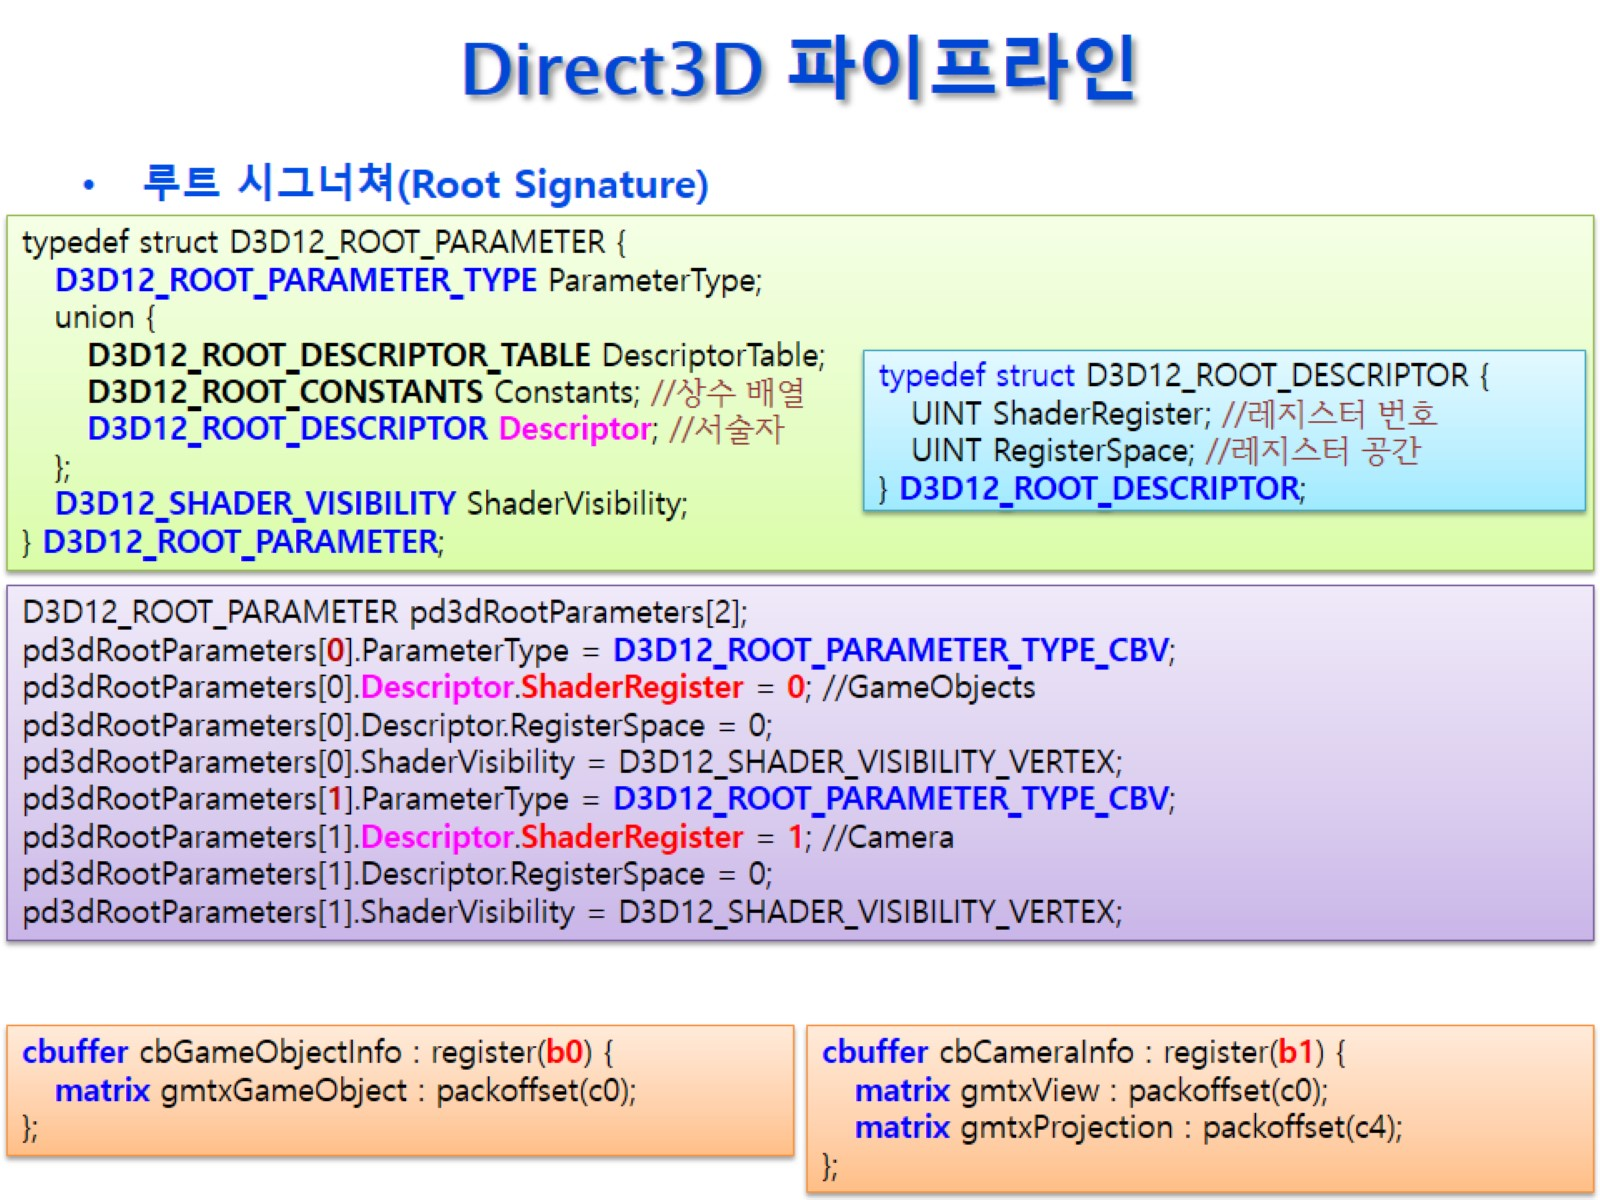 Direct3D 파이프라인
• 루트 시그너쳐(Root Signature)
typedef struct D3D12_ROOT_PARAMETER {
D3D12_ROOT_PARAMETER_TYPE ParameterType;
union {
D3D12_ROOT_DESCRIPTOR_TABLE DescriptorTable;
D3D12_ROOT_CONSTANTS Constants; //상수 배열
D3D12_ROOT_DESCRIPTOR Descriptor; //서술자
};
D3D12_SHADER_VISIBILITY ShaderVisibility;
} D3D12_ROOT_PARAMETER;
typedef struct D3D12_ROOT_DESCRIPTOR {
UINT ShaderRegister; //레지스터 번호
UINT RegisterSpace; //레지스터 공간
} D3D12_ROOT_DESCRIPTOR;
D3D12_ROOT_PARAMETER pd3dRootParameters[2];
pd3dRootParameters[0].ParameterType = D3D12_ROOT_PARAMETER_TYPE_CBV;
pd3dRootParameters[0].Descriptor.ShaderRegister = 0; //GameObjects
pd3dRootParameters[0].Descriptor.RegisterSpace = 0;
pd3dRootParameters[0].ShaderVisibility = D3D12_SHADER_VISIBILITY_VERTEX;
pd3dRootParameters[1].ParameterType = D3D12_ROOT_PARAMETER_TYPE_CBV;
pd3dRootParameters[1].Descriptor.ShaderRegister = 1; //Camera
pd3dRootParameters[1].Descriptor.RegisterSpace = 0;
pd3dRootParameters[1].ShaderVisibility = D3D12_SHADER_VISIBILITY_VERTEX;
cbuffer cbGameObjectInfo : register(b0) {
matrix gmtxGameObject : packoffset(c0);
};
cbuffer cbCameraInfo : register(b1) {
matrix gmtxView : packoffset(c0);
matrix gmtxProjection : packoffset(c4);
};